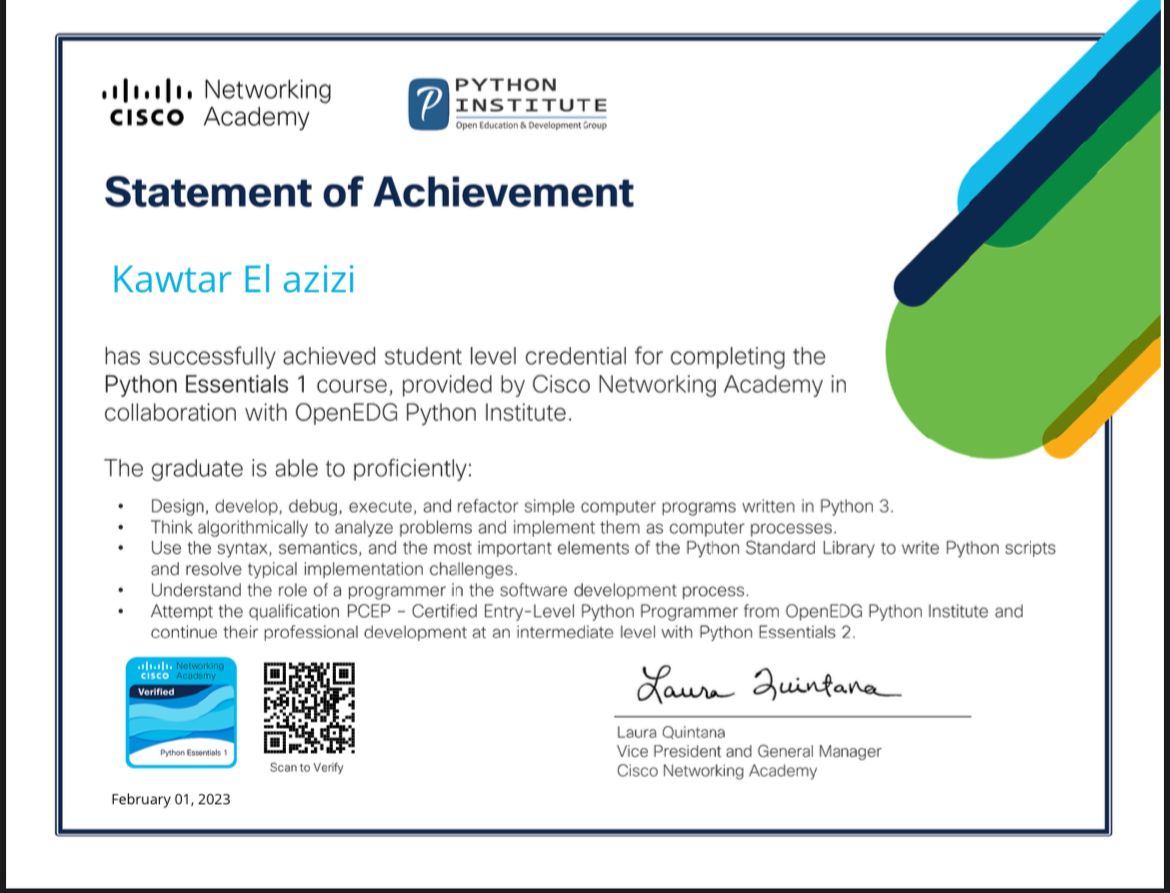 CISCO Networking Academy
PYTHON
INSTITUTE
Open Education & Development Group
Statement of Achievement
Kawtar El azizi
has successfully achieved student level credential for completing the
Python Essentials 1 course, provided by Cisco Networking Academy in
collaboration with OpenEDG Python Institute.
The graduate is able to proficiently:
• Design, develop, debug, execute, and refactor simple computer programs written in Python 3.
• Think algorithmically to analyze problems and implement them as computer processes.
• Use the syntax, semantics, and the most important elements of the Python Standard Library to write Python scripts
and resolve typical implementation challenges.
• Understand the role of a programmer in the software development process.
• Attempt the qualification PCEP – Certified Entry-Level Python Programmer from OpenEDG Python Institute and
continue their professional development at an intermediate level with Python Essentials 2.
CISCO Networking Academy
Verified
Python Essentials 1
Scan to Verify
February 01, 2023
Laura Quintana
Laura Quintana
Vice President and General Manager
Cisco Networking Academy